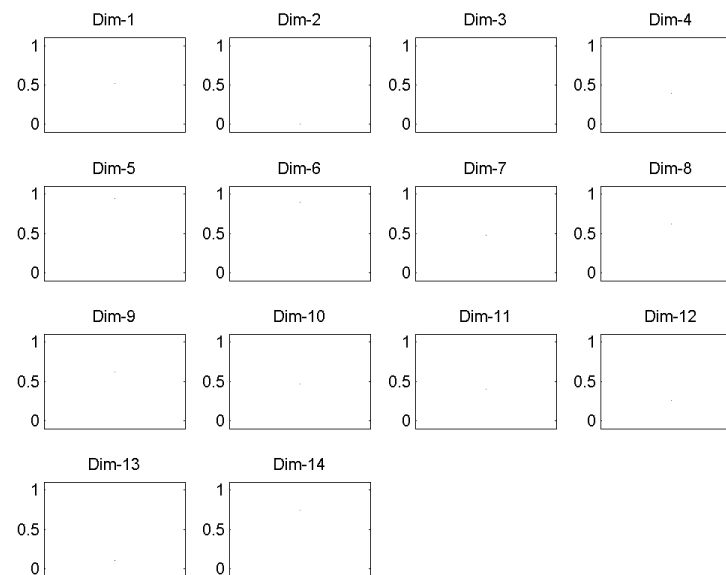 Dim-1 Dim-2 Dim-3 Dim-4
1 1 1 1
0.5 0.5 0.5 0.5
0 0 0 0
Dim-5 Dim-6 Dim-7 Dim-8
1 1 1 1
0.5 0.5 0.5 0.5
0 0 0 0
Dim-9 Dim-10 Dim-11 Dim-12
1 1 1 1
0.5 0.5 0.5 0.5
0 0 0 0
Dim-13 Dim-14
1 1
0.5 0.5
0 0